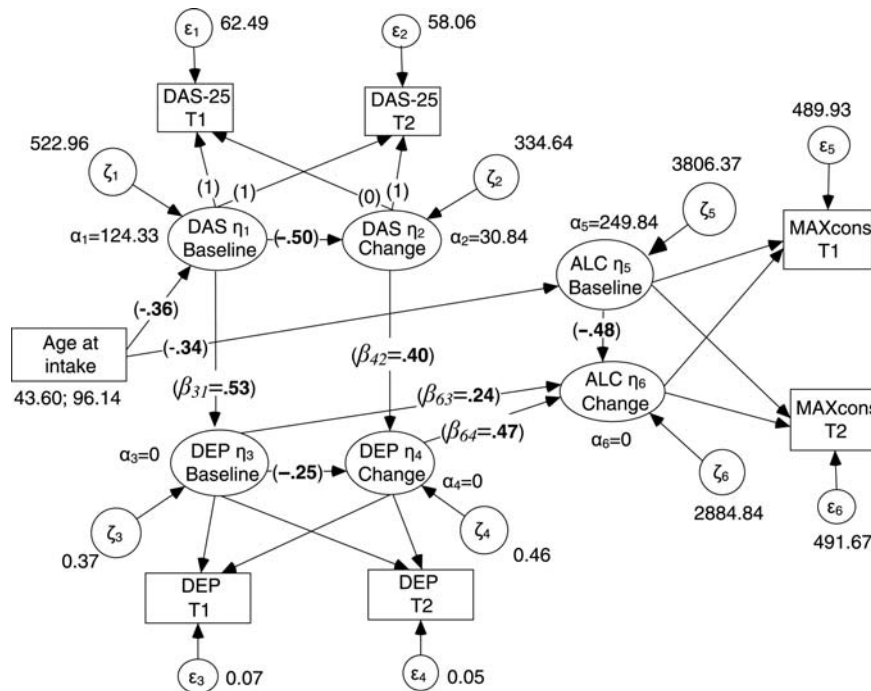 ε1
62.49
ε2
58.06
DAS-25
T1
DAS-25
T2
489.93
ε5
522.96
ζ1
334.64
ζ2
3806.37
ζ5
(1)
(1)
(0)
(1)
α1=124.33
DAS η1
Baseline
(-.50)
DAS η2
Change
α2=30.84
α5=249.84
MAXcons
T1
ALC η5
Baseline
(-.36)
(-.34)
(-.48)
Age at
intake
43.60; 96.14
(β42=.40)
(β31=.53)
(β63=.24)
ALC η6
Change
(β64=.47)
MAXcons
T2
α6=0
α3=0
DEP η3
Baseline
(-.25)
DEP η4
Change
α4=0
ζ3
0.37
ζ4
0.46
ζ6
2884.84
ε6
491.67
DEP
T1
DEP
T2
ε3
0.07
ε4
0.05